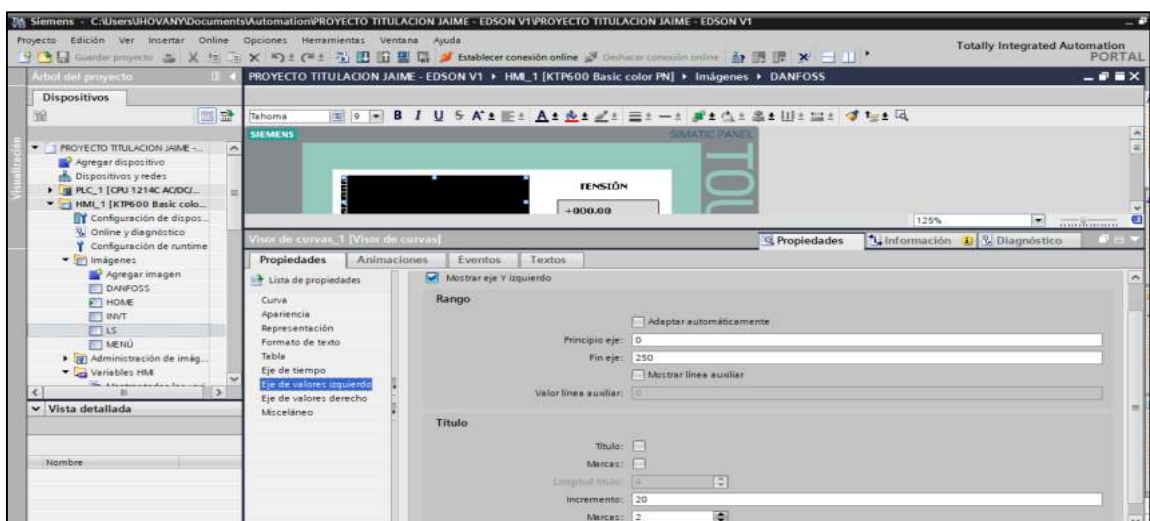 Siemens - C:\Users\JHOVANY\Documents\Automation\PROYECTO TITULACION JAIME - EDSON V1\PROYECTO TITULACION JAIME - EDSON V1
Proyecto Edición Ver Insertar Online Opciones Herramientas Ventana Ayuda
Totally Integrated Automation
PORTAL
Guardar proyecto
Establecer conexión online
Deshacer conexión online
Árbol del proyecto
PROYECTO TITULACION JAIME - EDSON V1 HMI_1 [KTP600 Basic color PN] Imágenes DANFOSS
Dispositivos
Tahoma 9 B I U S
Visualización
SIEMENS
SIMATIC PANEL
TOU
PROYECTO TITULACION JAIME -...
Agregar dispositivo
Dispositivos y redes
PLC_1 [CPU 1214C AC/DC/...
HMI_1 [KTP600 Basic colo...
Configuración de dispos...
Online y diagnóstico
Configuración de runtime
Imágenes
Agregar imagen
DANFOSS
HOME
INVT
LS
MENÚ
Administración de imág...
Variables HMI
Vista detallada
Nombre
TENSIÓN
+000.00
125%
Visor de curvas_1 [Visor de curvas]
Propiedades Información Diagnóstico
Propiedades Animaciones Eventos Textos
Lista de propiedades
Curva
Apariencia
Representación
Formato de texto
Tabla
Eje de tiempo
Eje de valores izquierdo
Eje de valores derecho
Misceláneo
Mostrar eje Y izquierdo
Rango
Adaptar automáticamente
Principio eje: 0
Fin eje: 250
Mostrar línea auxiliar
Valor línea auxiliar: 0
Título
Título:
Marcas:
Longitud título: 4
Incremento: 20
Marcas: 2